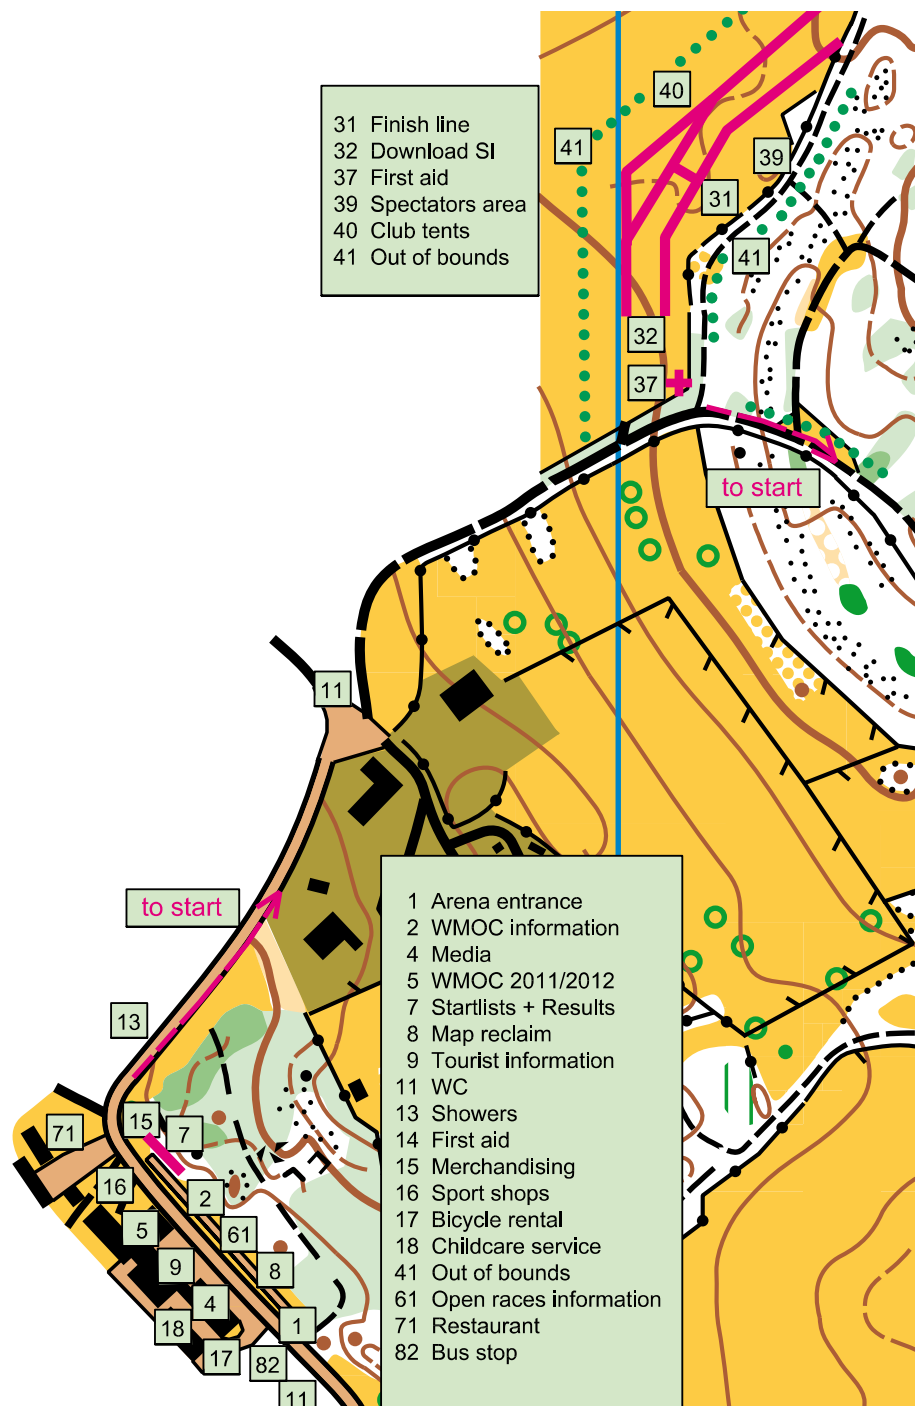 40
31 Finish line
32 Download SI
37 First aid
39 Spectators area
40 Club tents
41 Out of bounds
41
39
31
41
32
37
to start
11
to start
1 Arena entrance
2 WMOC information
4 Media
5 WMOC 2011/2012
7 Startlists + Results
8 Map reclaim
9 Tourist information
11 WC
13 Showers
14 First aid
15 Merchandising
16 Sport shops
17 Bicycle rental
18 Childcare service
41 Out of bounds
61 Open races information
71 Restaurant
82 Bus stop
13
15
71
7
16
2
5
61
9
8
4
18
1
17
82
11